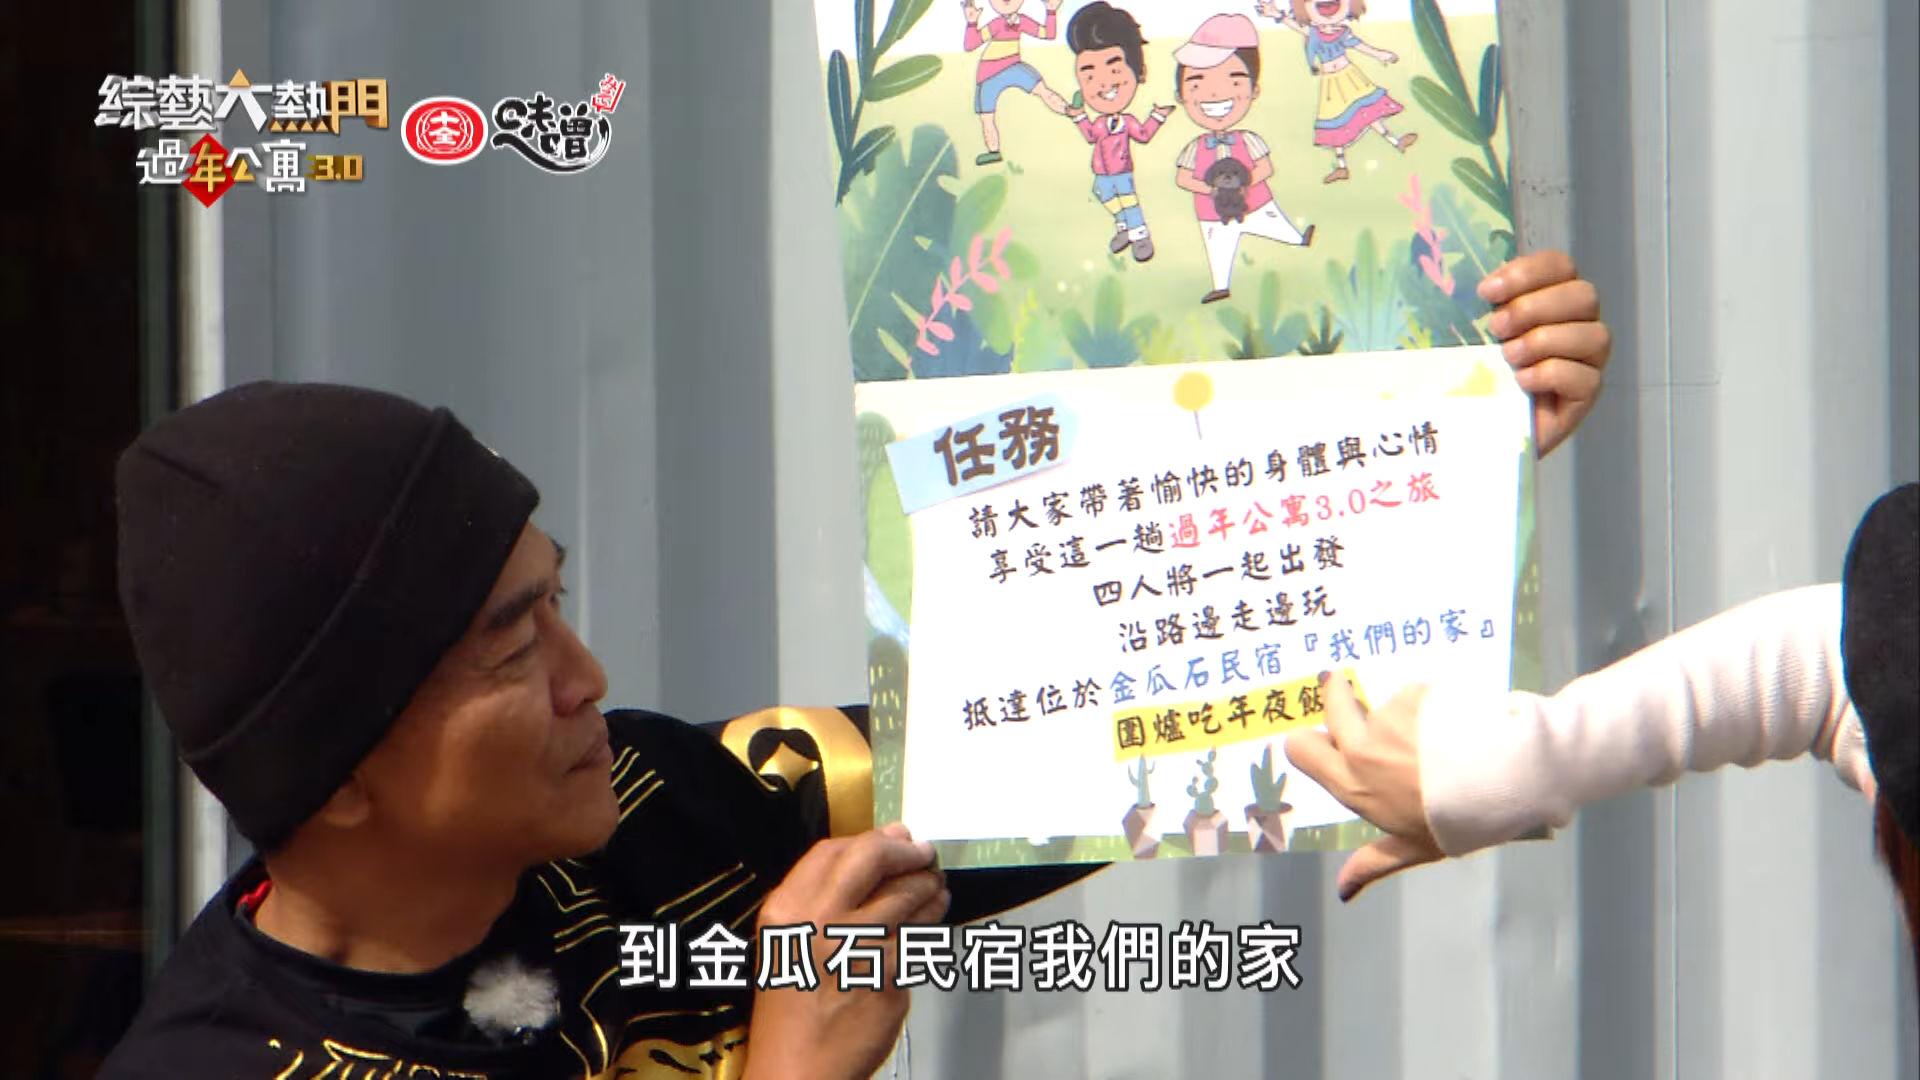 綜藝大熱門
過年公寓3.0
十全
味噌
任務
請大家帶著愉快的身體與心情
享受這一趟過年公寓3.0之旅
四人將一起出發
沿路邊走邊玩
抵達位於金瓜石民宿『我們的家』
圍爐吃年夜飯
到金瓜石民宿我們的家